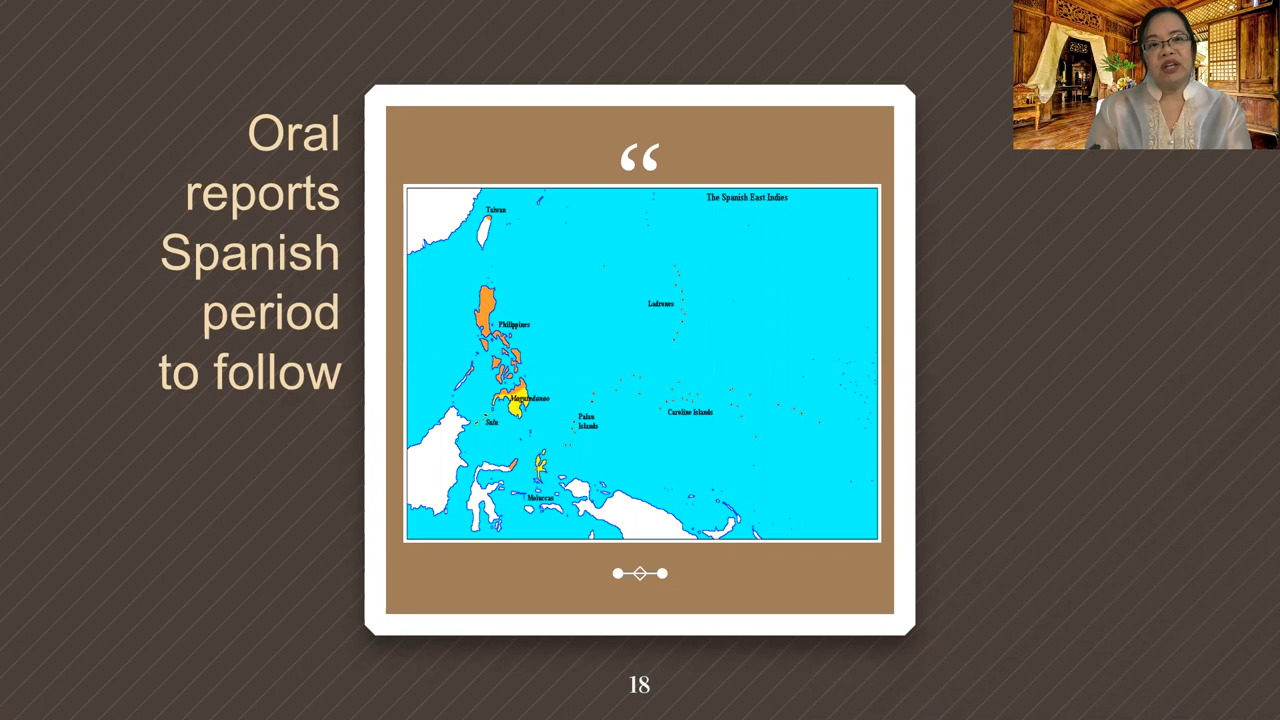 Oral
reports
Spanish
period
to follow
“
The Spanish East Indies
Taiwan
Ladrones
Philippines
Maguindanao
Sulu
Palau
Islands
Caroline Islands
Moluccas
18